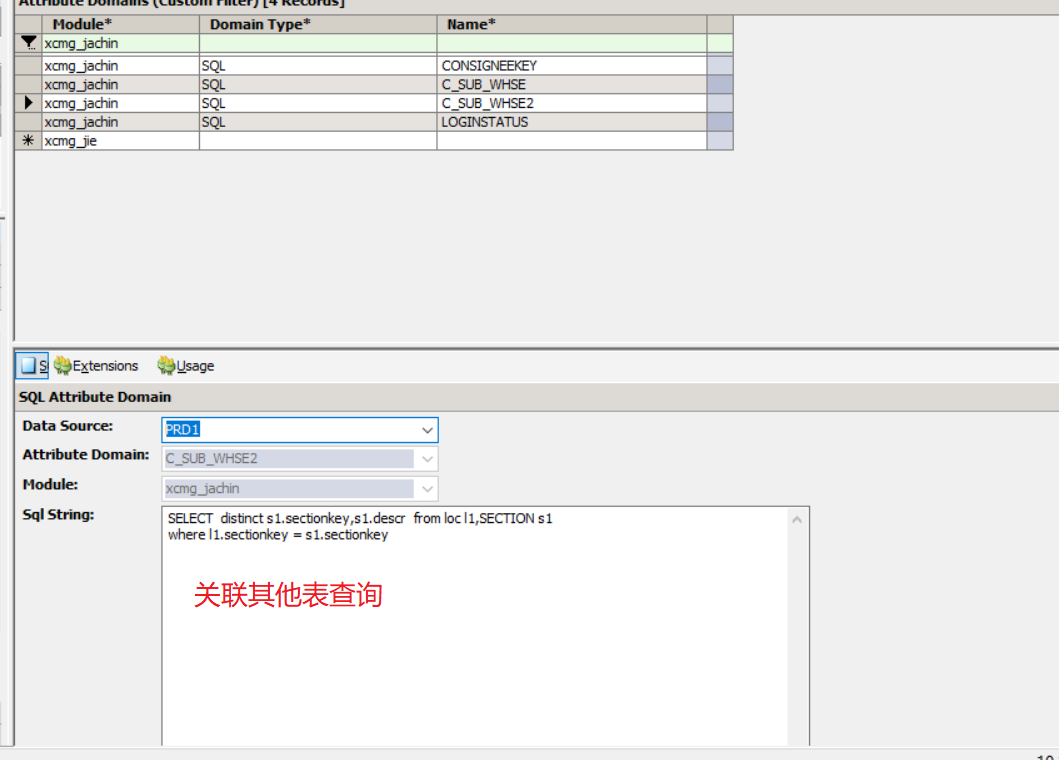 Attribute Domains (Custom Filter) [4 Records]
Module* Domain Type* Name*
xcmg_jachin
xcmg_jachin SQL CONSIGNEEKEY
xcmg_jachin SQL C_SUB_WHSE
xcmg_jachin SQL C_SUB_WHSE2
xcmg_jachin SQL LOGINSTATUS
xcmg_jie
S Extensions Usage
SQL Attribute Domain
Data Source: PRD1
Attribute Domain: C_SUB_WHSE2
Module: xcmg_jachin
Sql String: SELECT distinct s1.sectionkey,s1.descr from loc l1,SECTION s1
where l1.sectionkey = s1.sectionkey
关联其他表查询